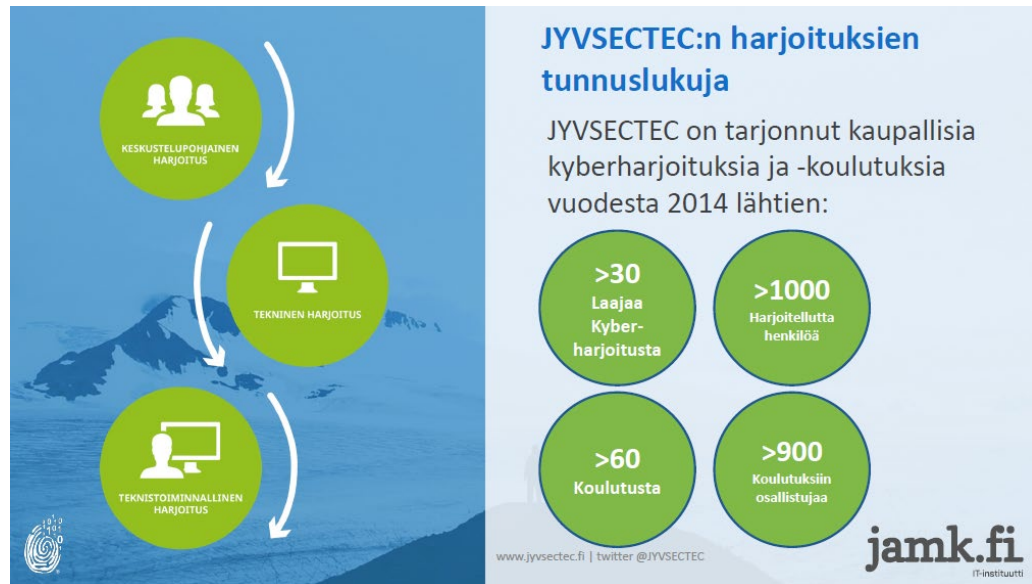 KESKUSTELUPOHJAINEN
HARJOITUS
TEKNINEN HARJOITUS
TEKNISTOIMINNALLINEN
HARJOITUS
JYVSECTEC:n harjoituksien
tunnuslukuja
JYVSECTEC on tarjonnut kaupallisia
kyberharjoituksia ja -koulutuksia
vuodesta 2014 lähtien:
>30
Laajaa
Kyber-
harjoitusta
>1000
Harjoitellutta
henkilöä
>60
Koulutusta
>900
Koulutuksiin
osallistujaa
www.jyvsectec.fi | twitter @JYVSECTEC
jamk.fi
IT-instituutti